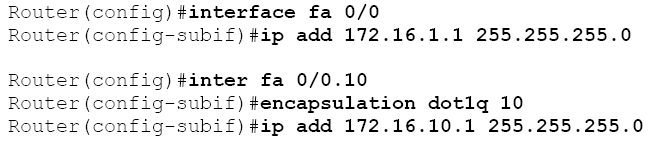 Router(config)#interface fa 0/0
Router(config-subif)#ip add 172.16.1.1 255.255.255.0
Router(config)#inter fa 0/0.10
Router(config-subif)#encapsulation dot1q 10
Router(config-subif)#ip add 172.16.10.1 255.255.255.0